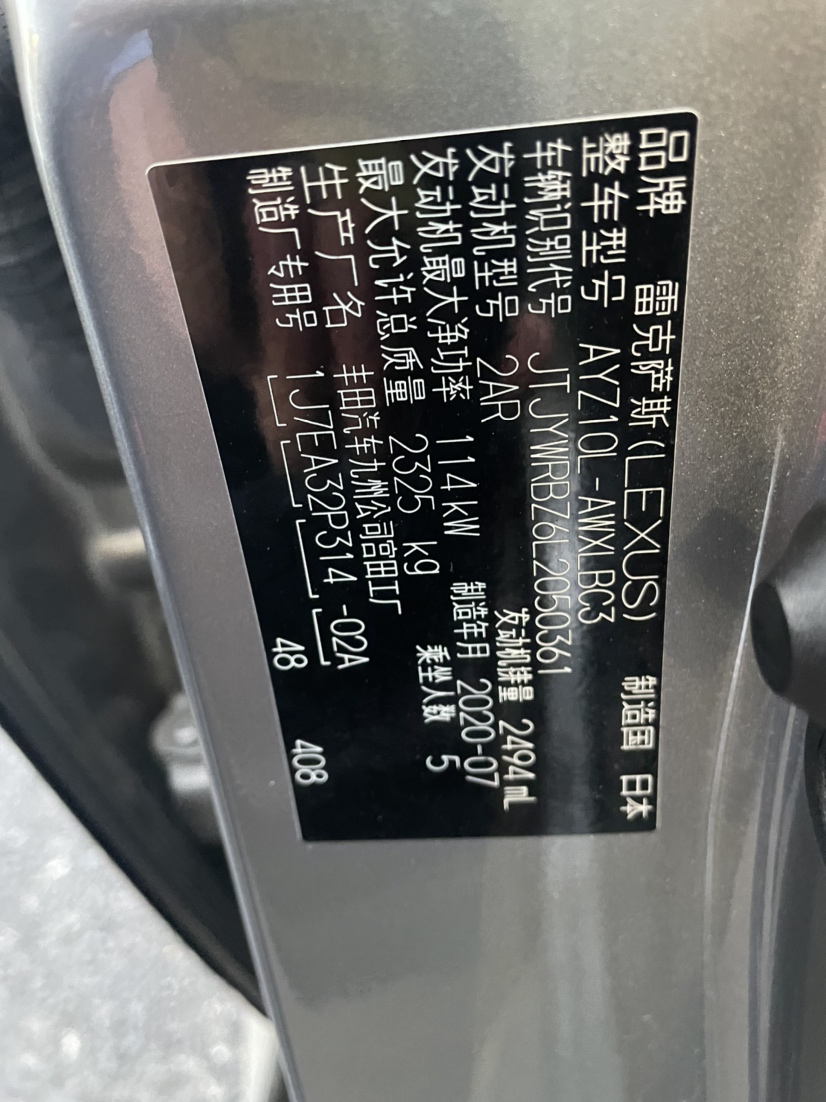 品牌 雷克萨斯(LEXUS) 制造国 日本
整车型号 AYZ10L-AWXLBC3
车辆识别代号 JTJYWRBZ6L2050361
发动机型号 2AR 发动机排量 2494 mL
发动机最大净功率 114 kW 制造年月 2020-07
最大允许总质量 2325 kg 乘坐人数 5
生产厂名 丰田汽车九州公司宫田工厂
制造厂专用号 1J7EA32P314 -02A
48 408